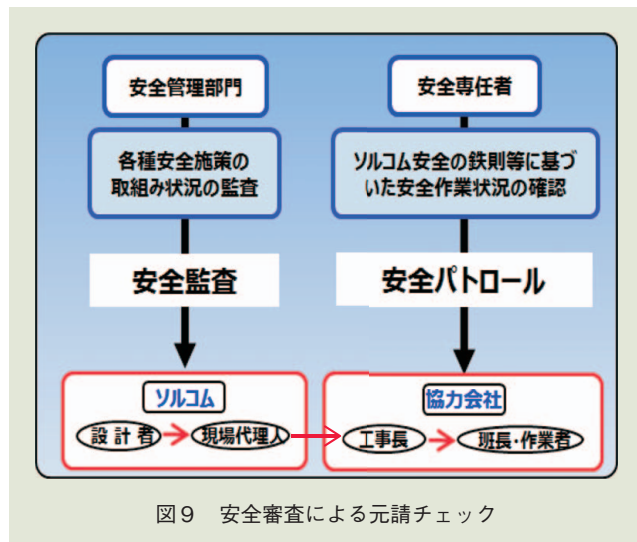 安全管理部門
安全専任者
各種安全施策の
取組み状況の監査
ソルコム安全の鉄則等に基づ
いた安全作業状況の確認
安全監査
安全パトロール
ソルコム
設計者
現場代理人
協力会社
工事長
班長・作業者
図9 安全審査による元請チェック